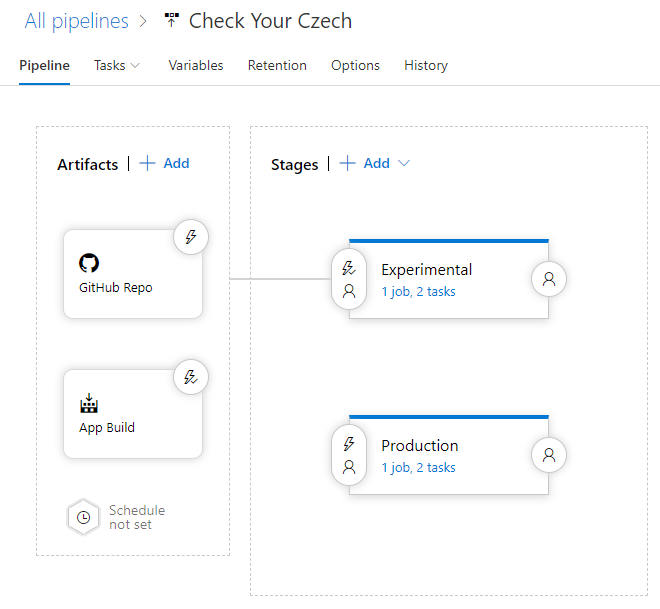 All pipelines > Check Your Czech
Pipeline Tasks Variables Retention Options History
Artifacts | + Add
Stages | + Add
GitHub Repo
App Build
Schedule
not set
Experimental
1 job, 2 tasks
Production
1 job, 2 tasks